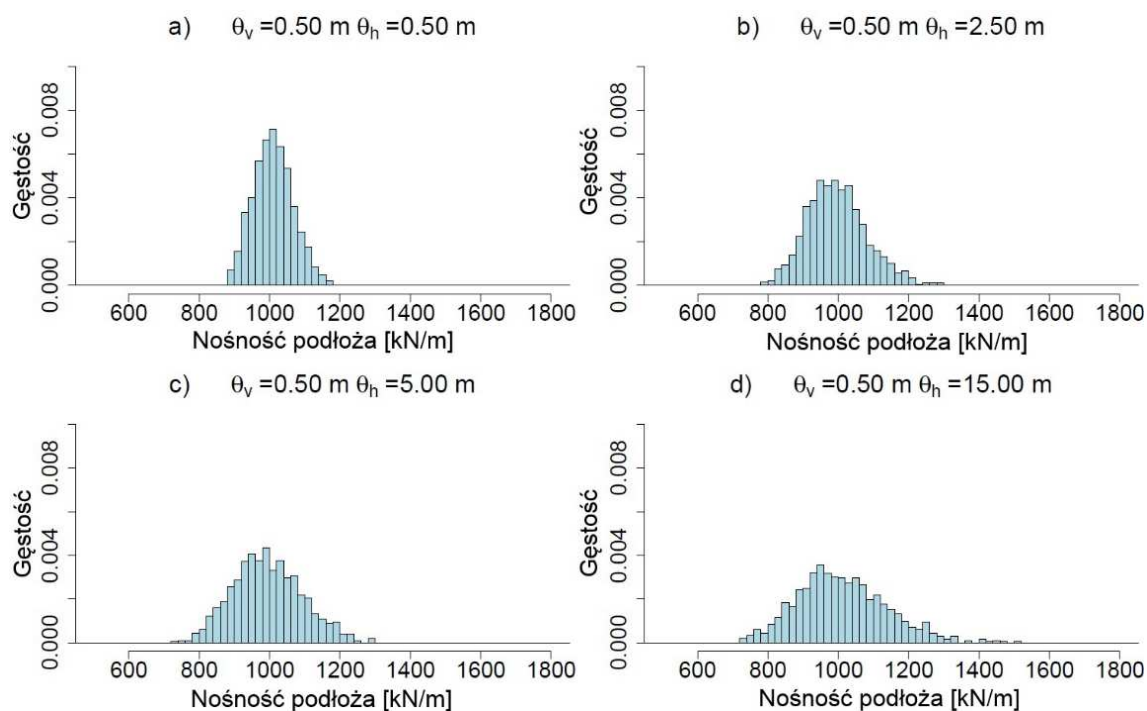 a) θv =0.50 m θh =0.50 m
Gęstość
0.000 0.004 0.008
600 800 1000 1200 1400 1600 1800
Nośność podłoża [kN/m]
b) θv =0.50 m θh =2.50 m
Gęstość
0.000 0.004 0.008
600 800 1000 1200 1400 1600 1800
Nośność podłoża [kN/m]
c) θv =0.50 m θh =5.00 m
Gęstość
0.000 0.004 0.008
600 800 1000 1200 1400 1600 1800
Nośność podłoża [kN/m]
d) θv =0.50 m θh =15.00 m
Gęstość
0.000 0.004 0.008
600 800 1000 1200 1400 1600 1800
Nośność podłoża [kN/m]